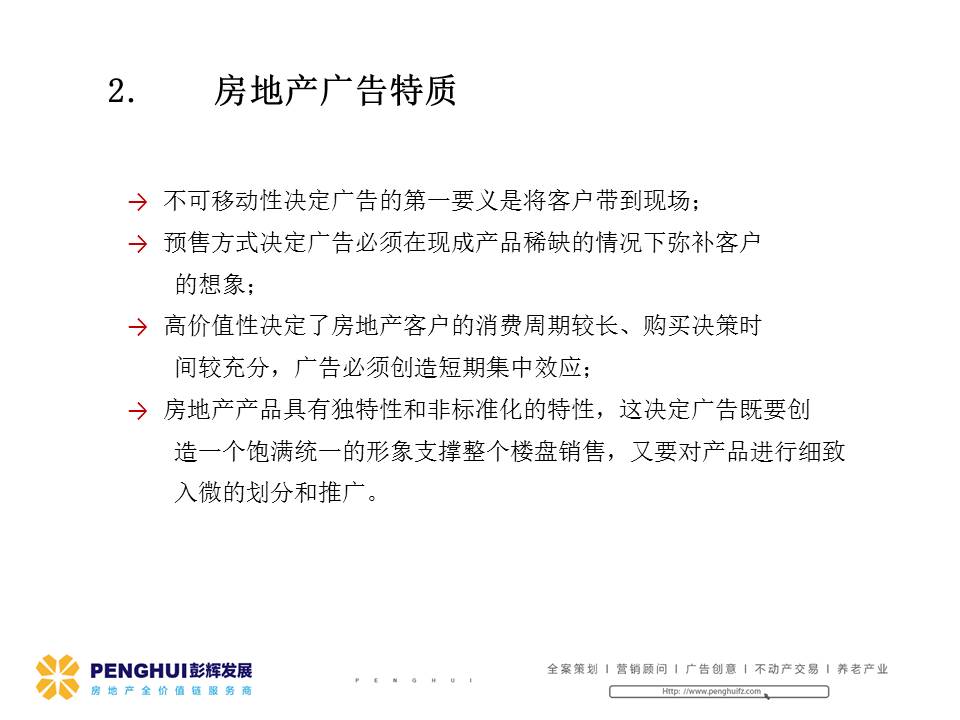 2. 房地产广告特质
→ 不可移动性决定广告的第一要义是将客户带到现场；
→ 预售方式决定广告必须在现成产品稀缺的情况下弥补客户
的想象；
→ 高价值性决定了房地产客户的消费周期较长、购买决策时
间较充分，广告必须创造短期集中效应；
→ 房地产产品具有独特性和非标准化的特性，这决定广告既要创
造一个饱满统一的形象支撑整个楼盘销售，又要对产品进行细致
入微的划分和推广。
PENGHUI彭辉发展
房地产全价值链服务商
PENGHUI
全案策划 | 营销顾问 | 广告创意 | 不动产交易 | 养老产业
Http: //www.penghuifz.com